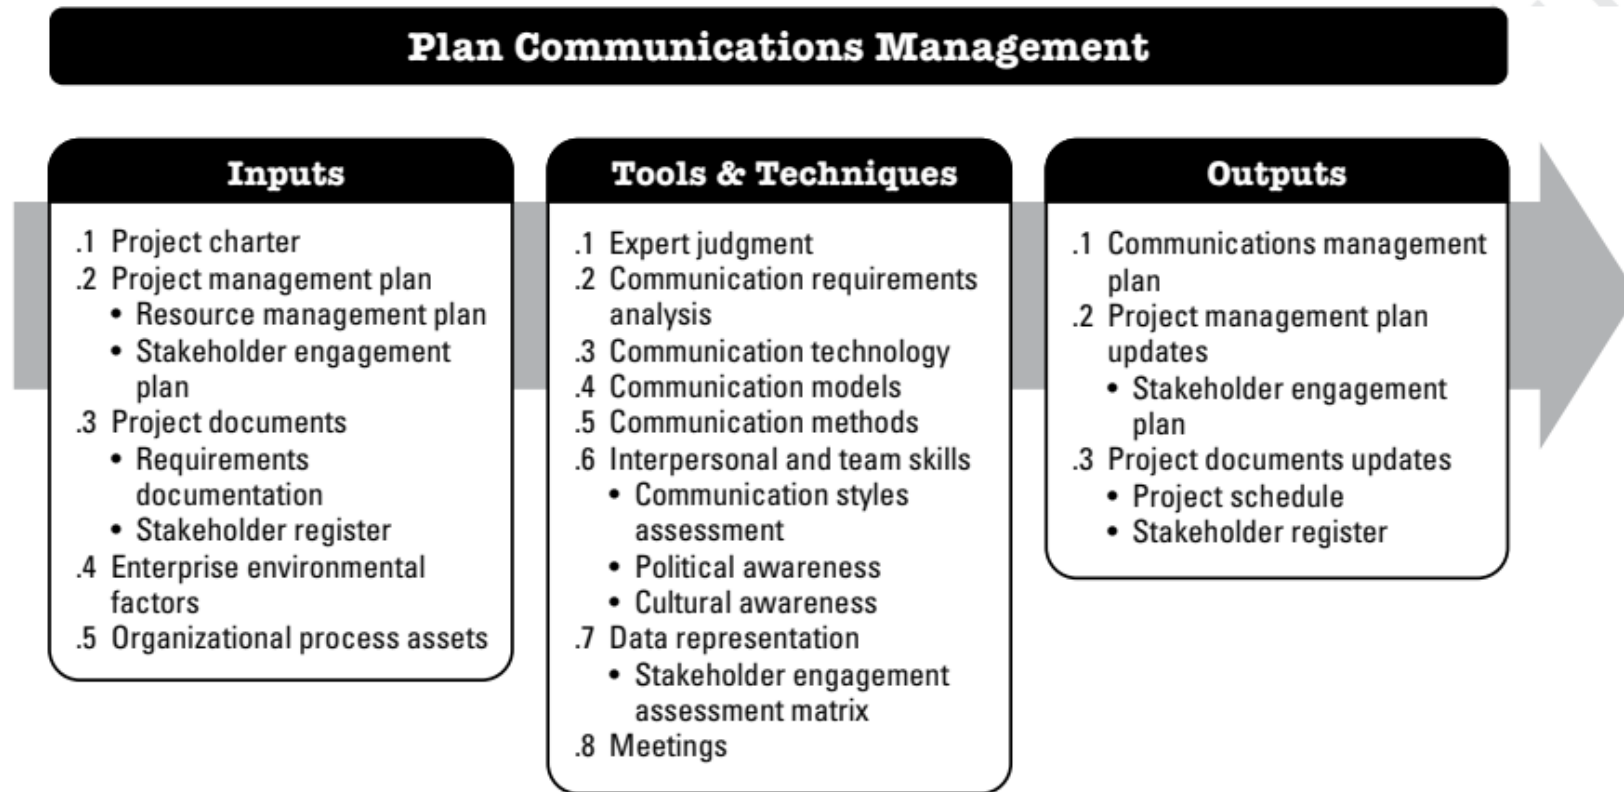 Plan Communications Management
Inputs
.1 Project charter
.2 Project management plan
• Resource management plan
• Stakeholder engagement
plan
.3 Project documents
• Requirements
documentation
• Stakeholder register
.4 Enterprise environmental
factors
.5 Organizational process assets
Tools & Techniques
.1 Expert judgment
.2 Communication requirements
analysis
.3 Communication technology
.4 Communication models
.5 Communication methods
.6 Interpersonal and team skills
• Communication styles
assessment
• Political awareness
• Cultural awareness
.7 Data representation
• Stakeholder engagement
assessment matrix
.8 Meetings
Outputs
.1 Communications management
plan
.2 Project management plan
updates
• Stakeholder engagement
plan
.3 Project documents updates
• Project schedule
• Stakeholder register